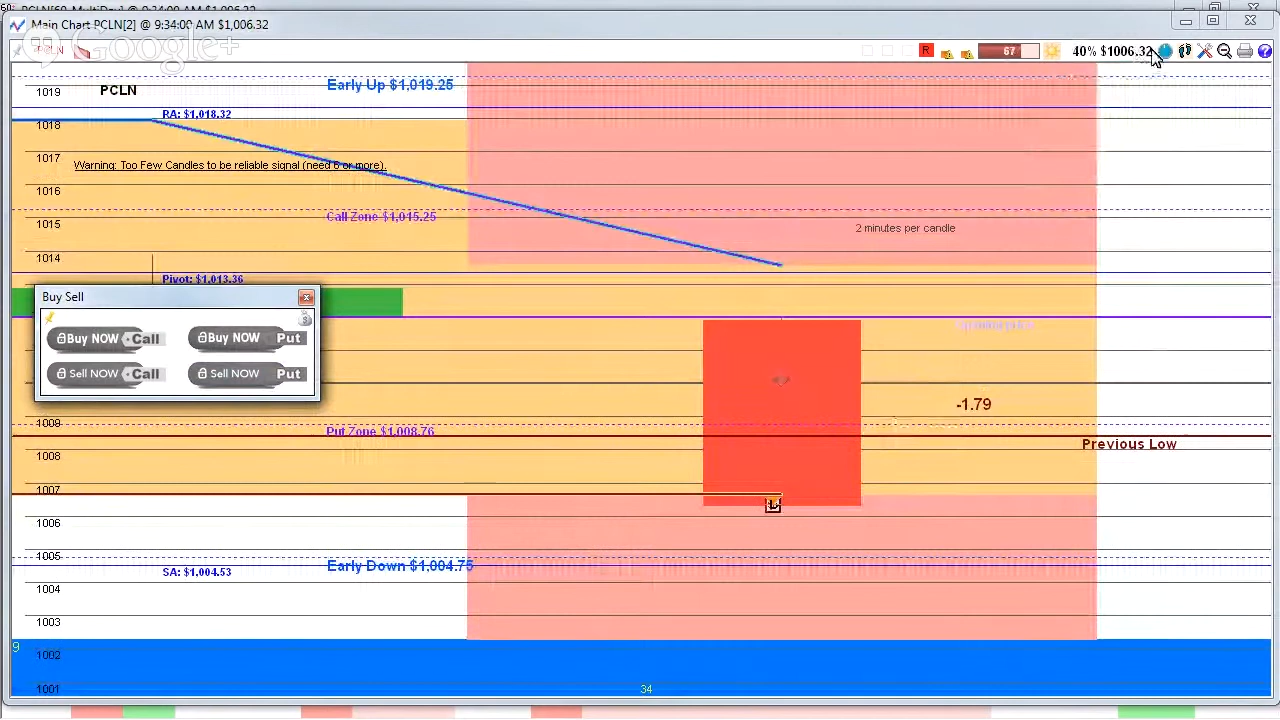 Main Chart PCLN[2] @ 9:34:09 AM $1,006.32
Google+
PCLN
R
67
40% $1006.32
1019
PCLN
Early Up $1,019.25
RA: $1,018.32
1018
1017
Warning: Too Few Candles to be reliable signal (need 6 or more).
1016
Call Zone $1,015.25
1015
2 minutes per candle
1014
Pivot: $1,013.36
Buy Sell
Buy NOW Call
Buy NOW Put
Sell NOW Call
Sell NOW Put
-1.79
1009
Put Zone $1,008.76
Previous Low
1008
1007
1006
1005
Early Down $1,004.75
SA: $1,004.53
1004
1003
9
1002
1001
34